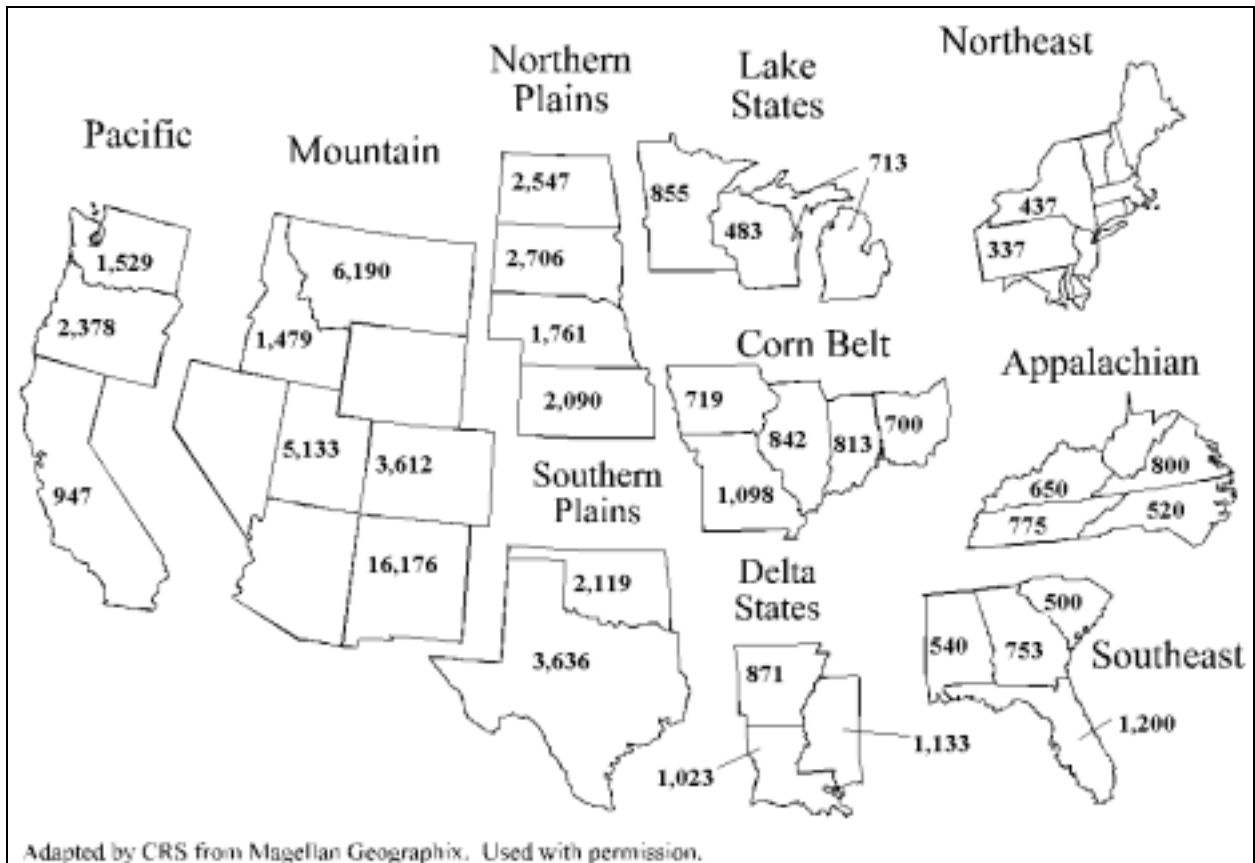 Pacific
1,529
2,378
947
Mountain
6,190
1,479
5,133
3,612
16,176
Northern
Plains
2,547
2,706
1,761
2,090
Southern
Plains
2,119
3,636
Lake
States
855
483
713
Corn Belt
719
842
813
700
1,098
Delta
States
871
1,023
1,133
Northeast
437
337
Appalachian
800
650
775
520
Southeast
500
540
753
1,200
Adapted by CRS from Magellan Geographix. Used with permission.